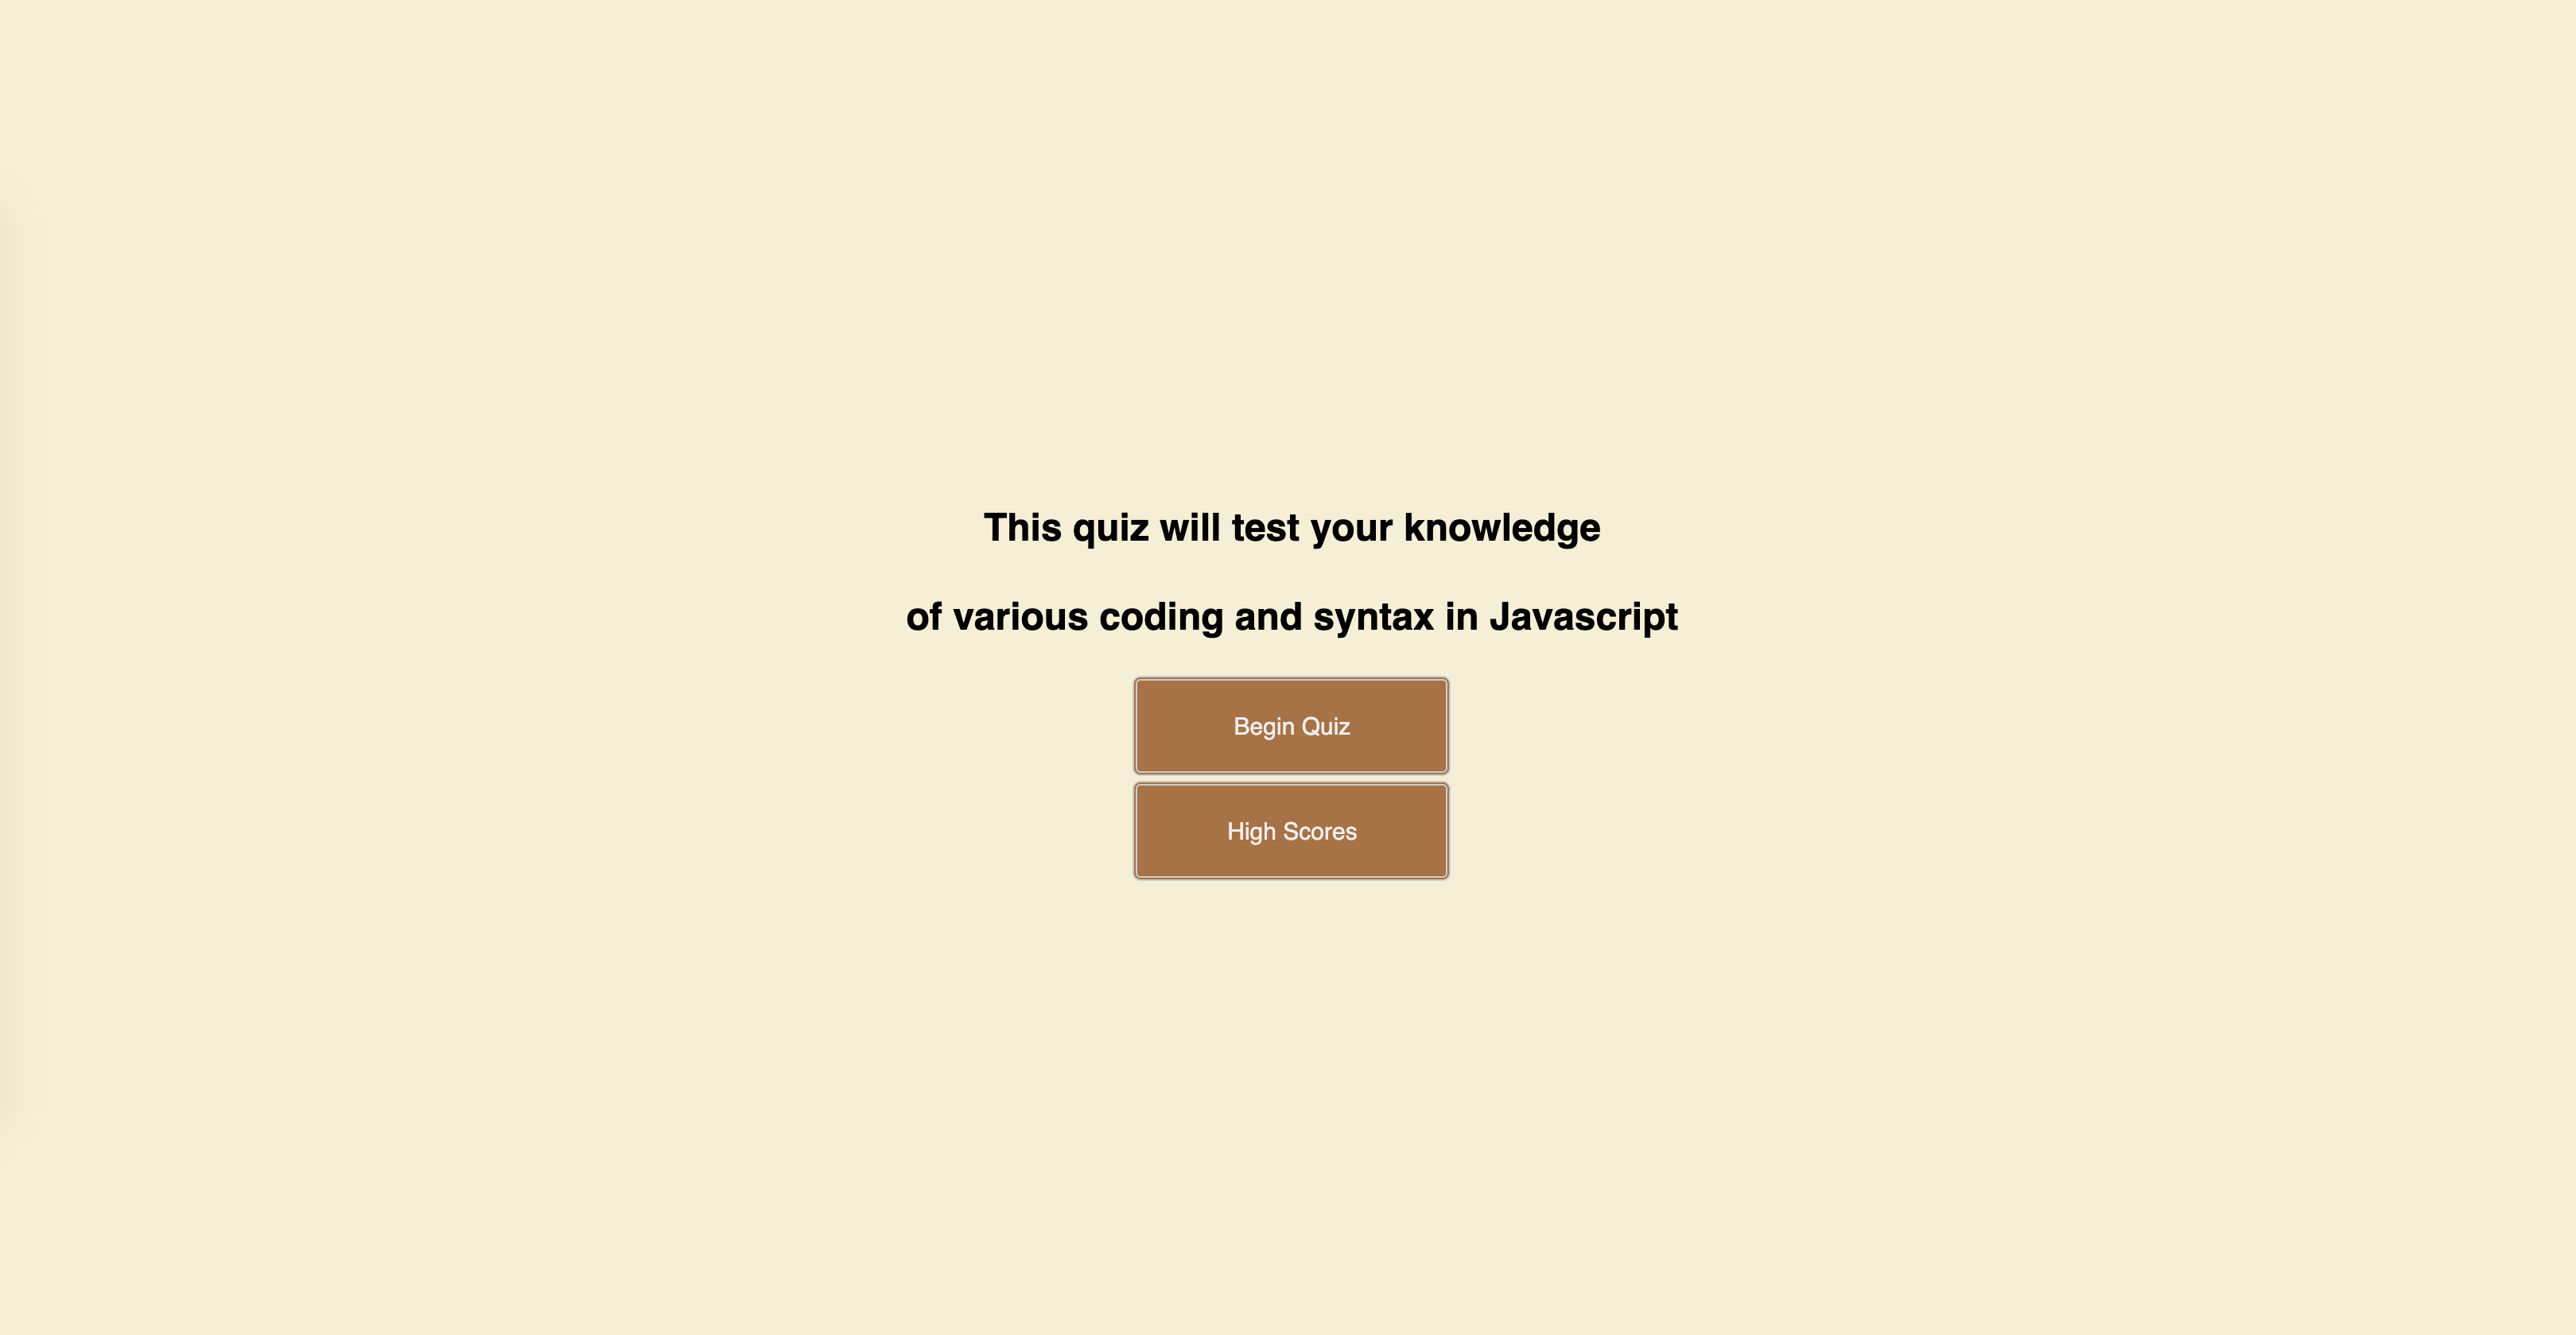 This quiz will test your knowledge
of various coding and syntax in Javascript
Begin Quiz
High Scores